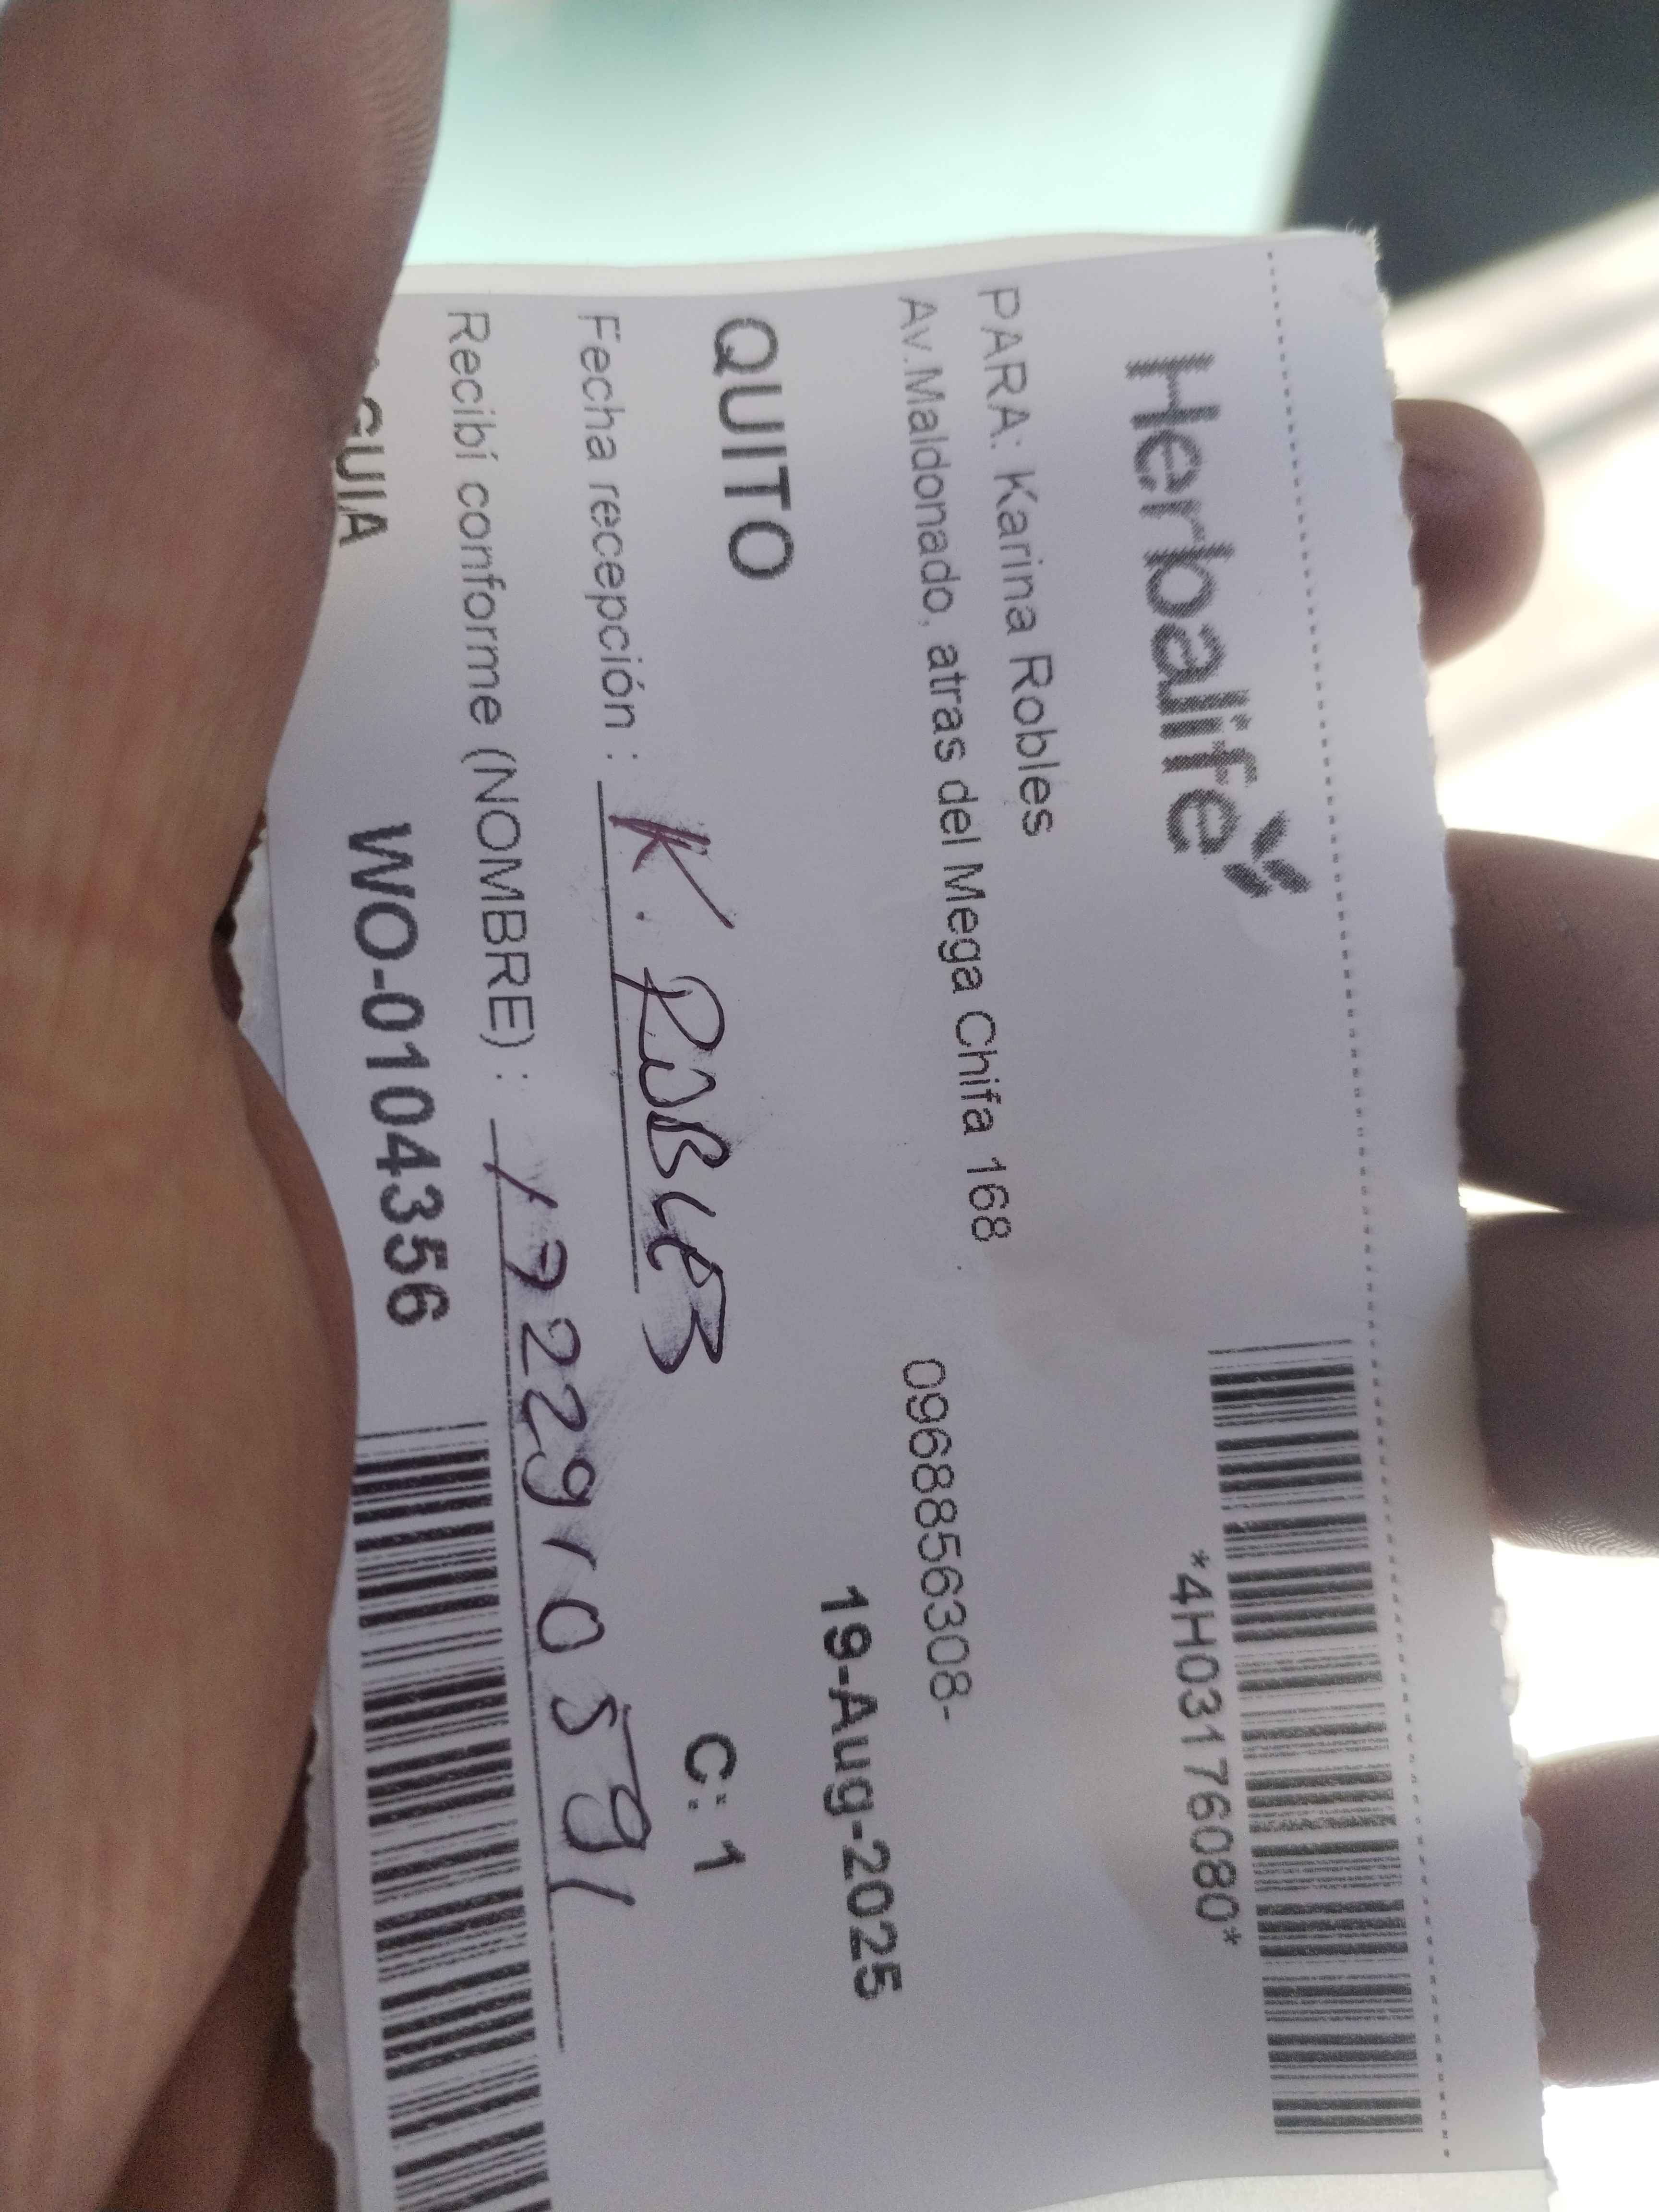 Herbalife
*4H03176080*
PARA: Karina Robles
Av.Maldonado, atras del Mega Chifa 168
0968856308-
19-Aug-2025
QUITO
C: 1
Fecha recepción : K. ROBLES
Recibí conforme (NOMBRE) : 1722910591
GUIA WO-0104356